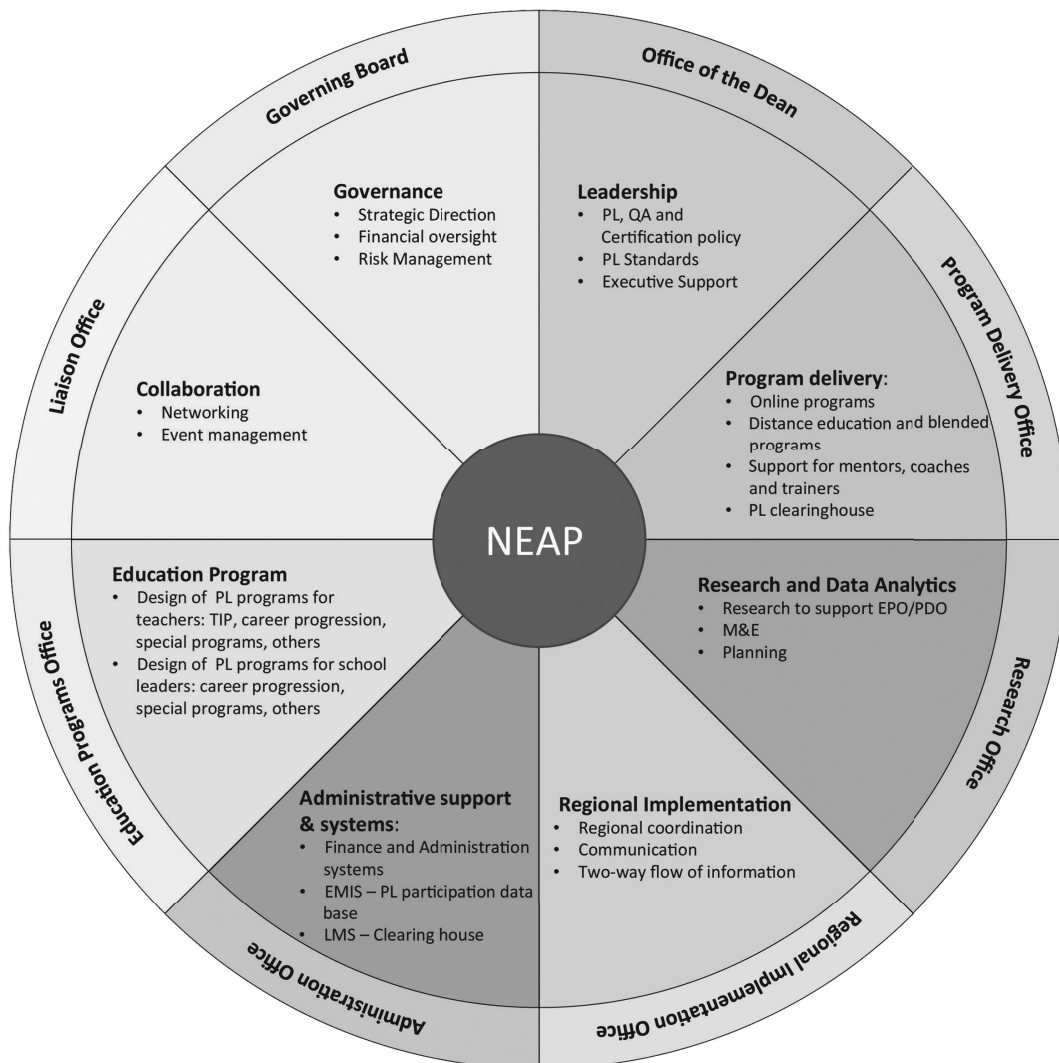 Governing Board
Office of the Dean
Governance
• Strategic Direction
• Financial oversight
• Risk Management
Leadership
• PL, QA and
Certification policy
• PL Standards
• Executive Support
Liaison Office
Program Delivery Office
Collaboration
• Networking
• Event management
Program delivery:
• Online programs
• Distance education and blended
programs
• Support for mentors, coaches
and trainers
• PL clearinghouse
NEAP
Education Program
• Design of PL programs for
teachers: TIP, career progression,
special programs, others
• Design of PL programs for school
leaders: career progression,
special programs, others
Research and Data Analytics
• Research to support EPO/PDO
• M&E
• Planning
Education Programs Office
Research Office
Administrative support
& systems:
• Finance and Administration
systems
• EMIS – PL participation data
base
• LMS – Clearing house
Regional Implementation
• Regional coordination
• Communication
• Two-way flow of information
Administration Office
Regional Implementation Office